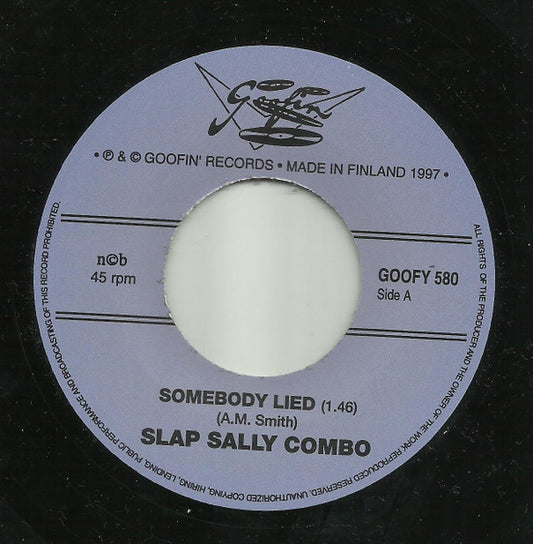 Goofin'
• ℗ & © GOOFIN' RECORDS • MADE IN FINLAND 1997 •
n©b
45 rpm
GOOFY 580
Side A
SOMEBODY LIED (1.46)
(A.M. Smith)
SLAP SALLY COMBO
ALL RIGHTS OF THE PRODUCER AND THE OWNER OF THE WORK REPRODUCED RESERVED. UNAUTHORIZED COPYING, HIRING, LENDING, PUBLIC PERFORMANCE AND BROADCASTING OF THIS RECORD PROHIBITED.